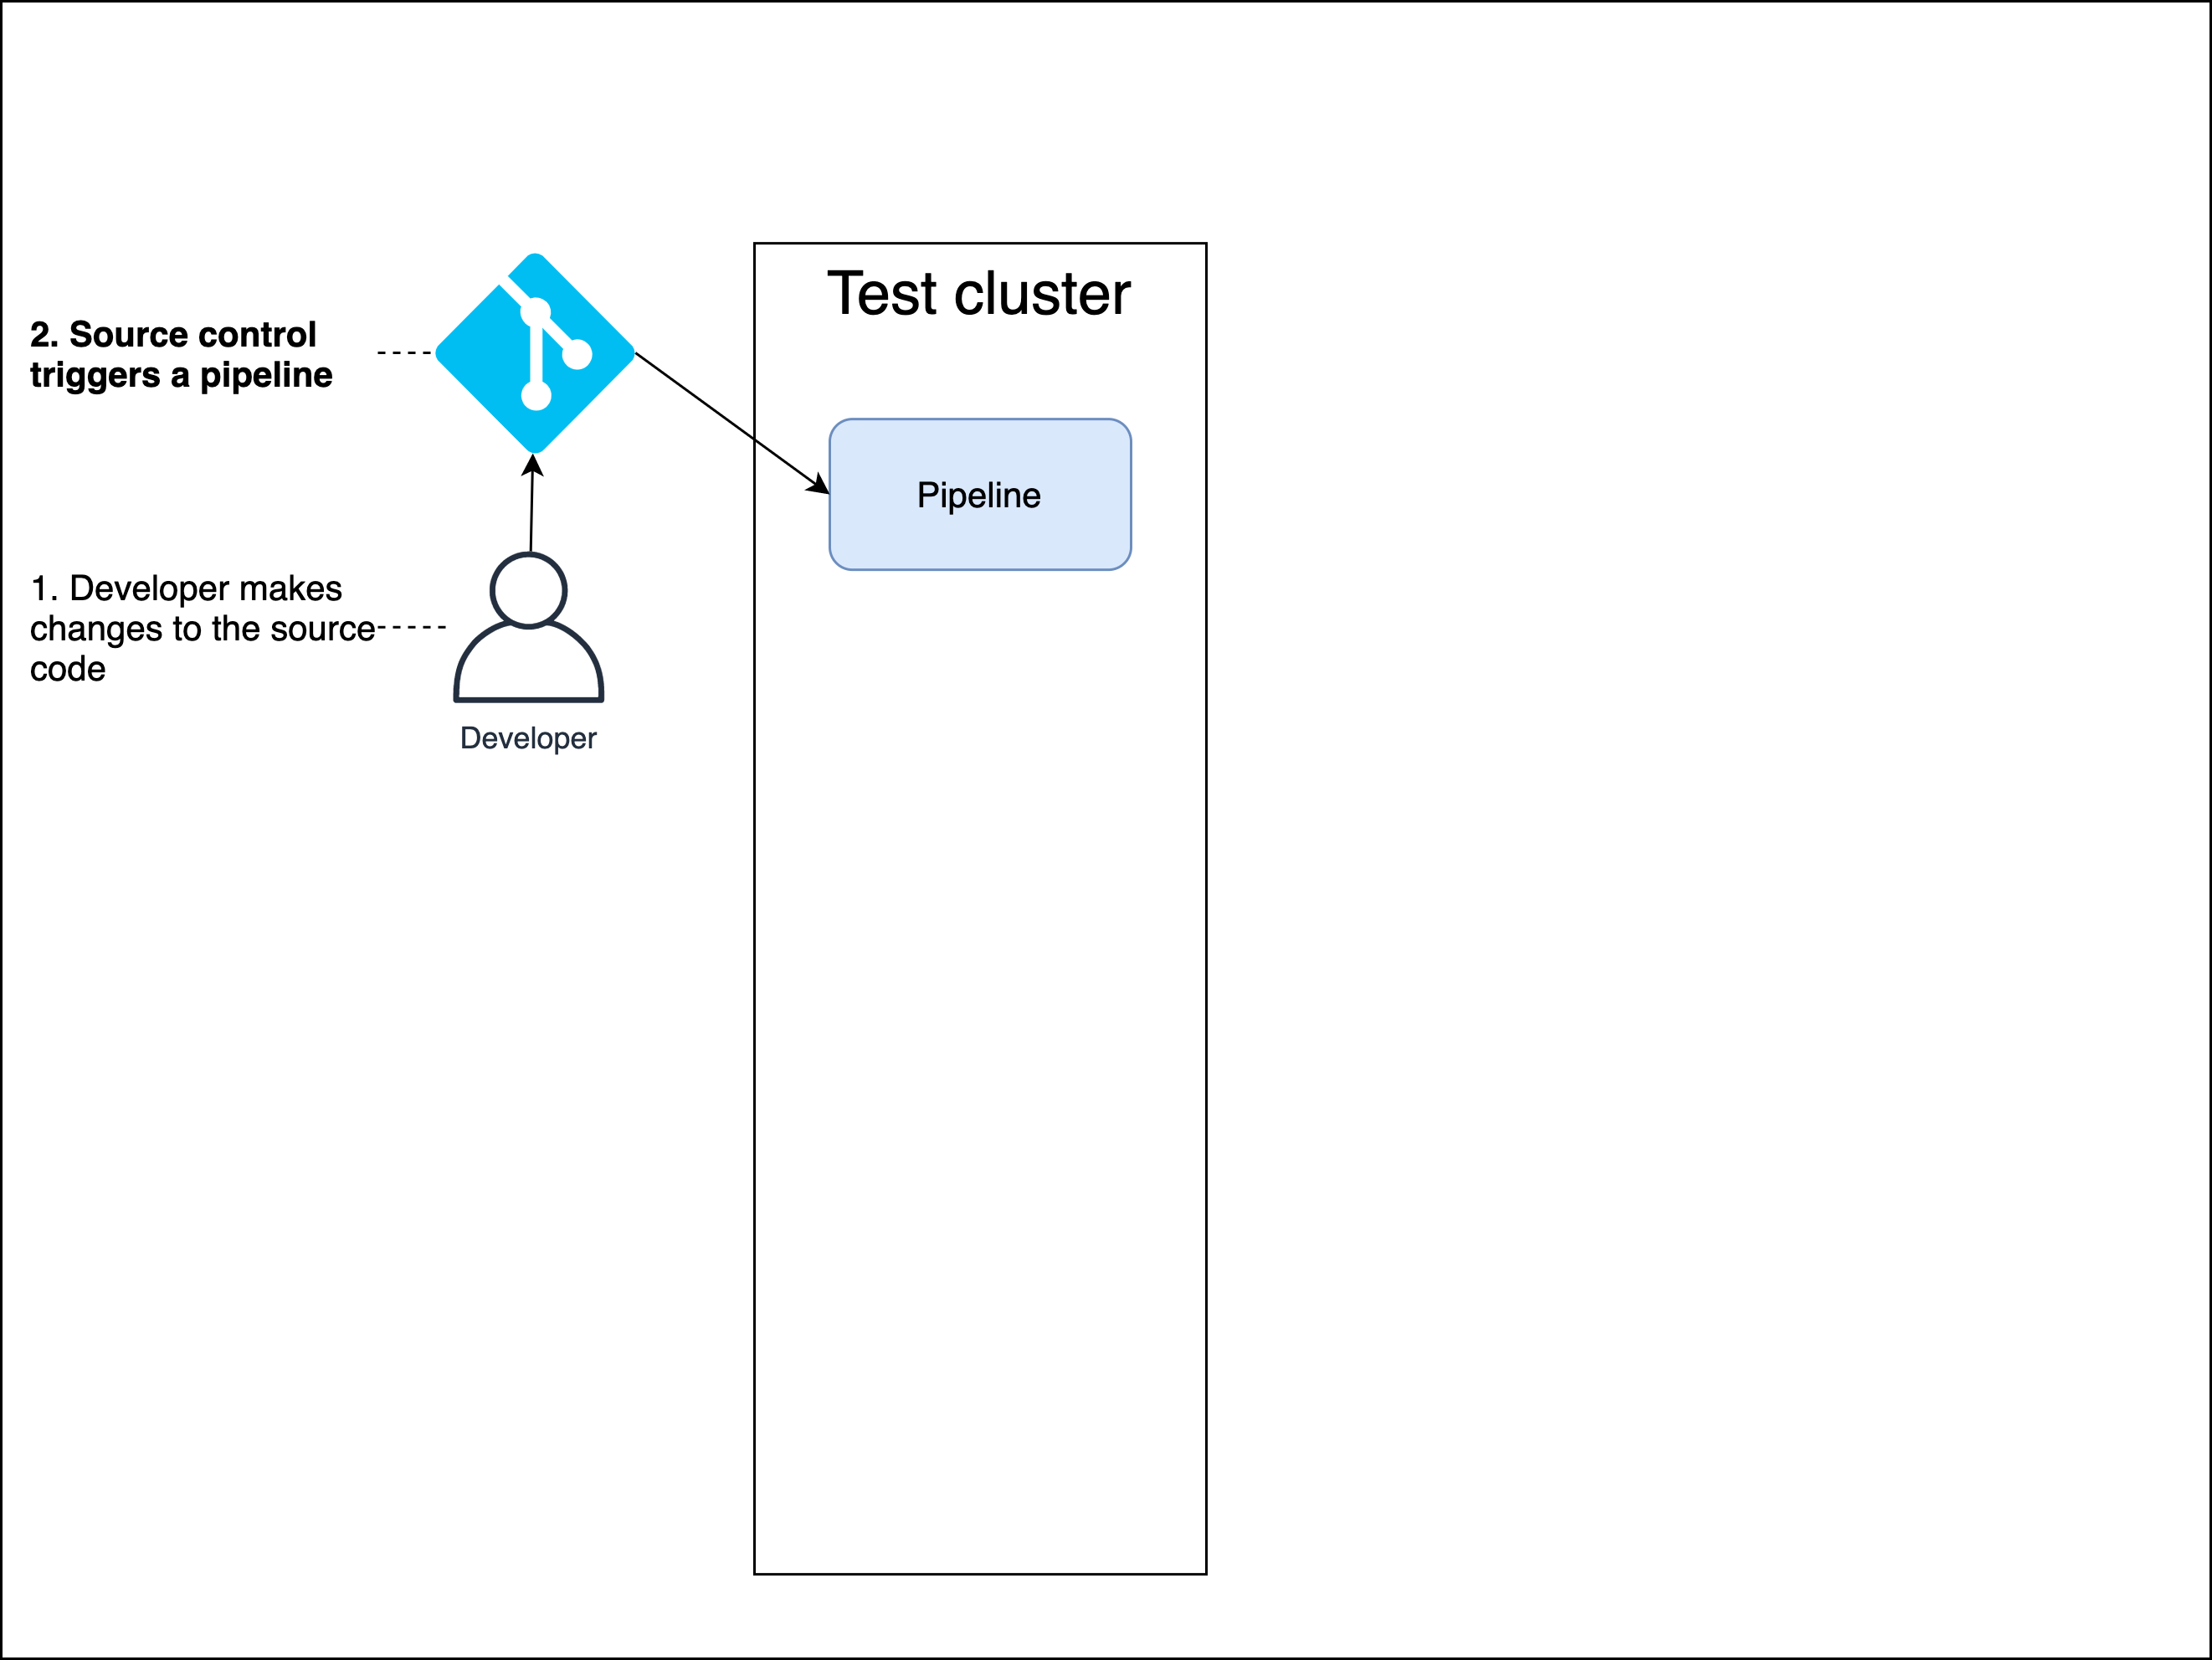 Test cluster
2. Source control
triggers a pipeline
Pipeline
1. Developer makes
changes to the source
code
Developer